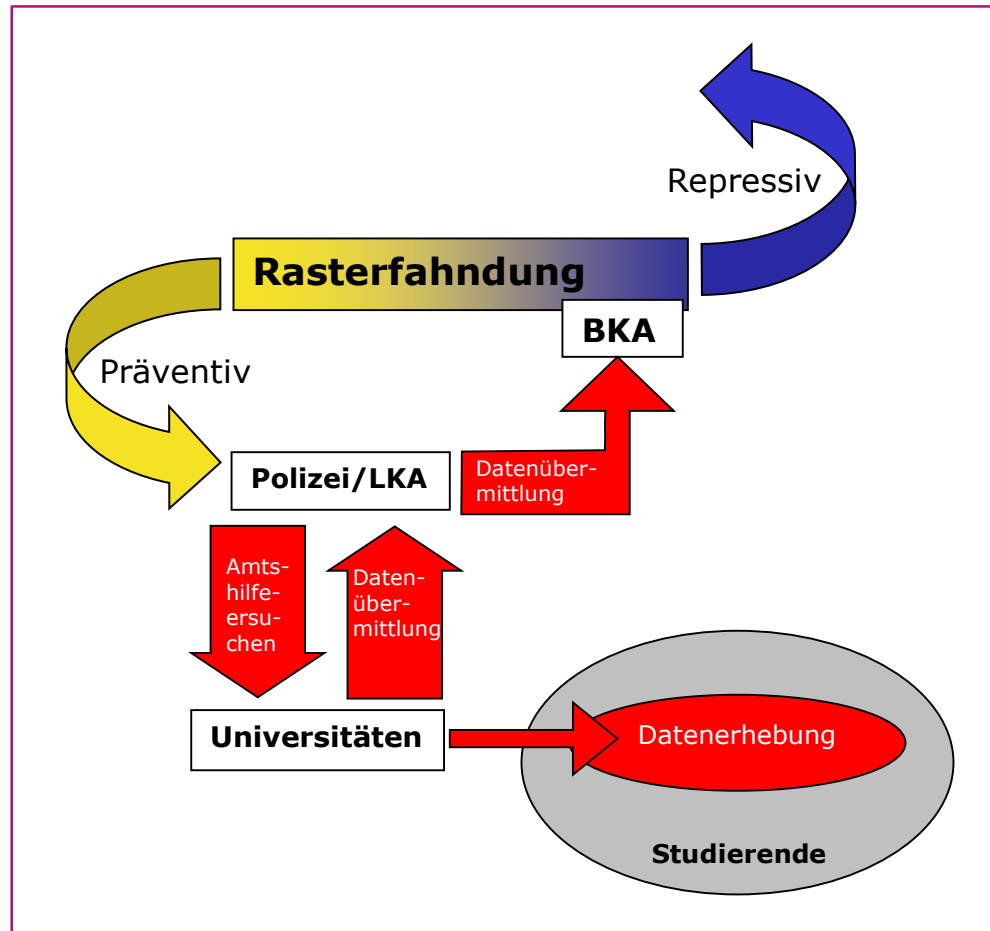 Repressiv
Rasterfahndung
BKA
Präventiv
Polizei/LKA
Datenüber-
mittlung
Amts-
hilfe-
ersu-
chen
Daten-
über-
mittlung
Universitäten
Datenerhebung
Studierende